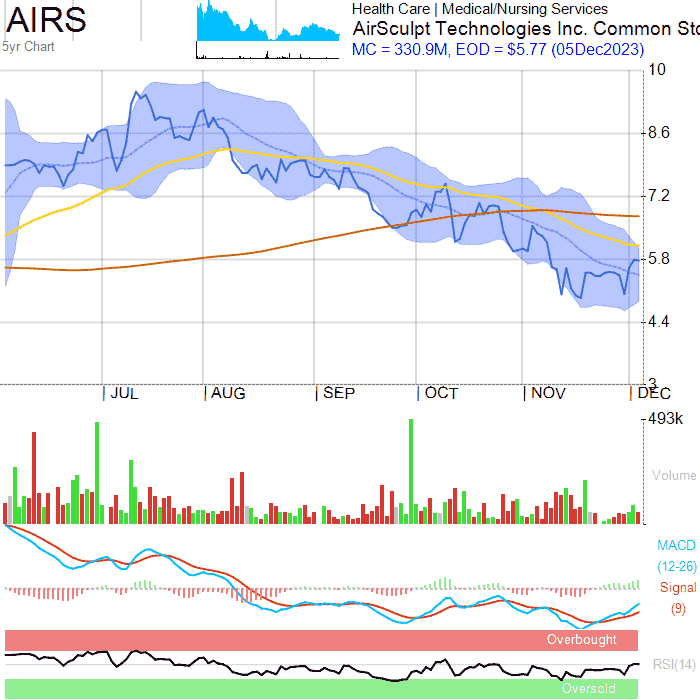 AIRS
5yr Chart
Health Care | Medical/Nursing Services
AirSculpt Technologies Inc. Common Sto
MC = 330.9M, EOD = $5.77 (05Dec2023)
10
8.6
7.2
5.8
4.4
3
JUL AUG SEP OCT NOV DEC
493k
Volume
MACD
(12-26)
Signal
(9)
Overbought
RSI(14)
Oversold